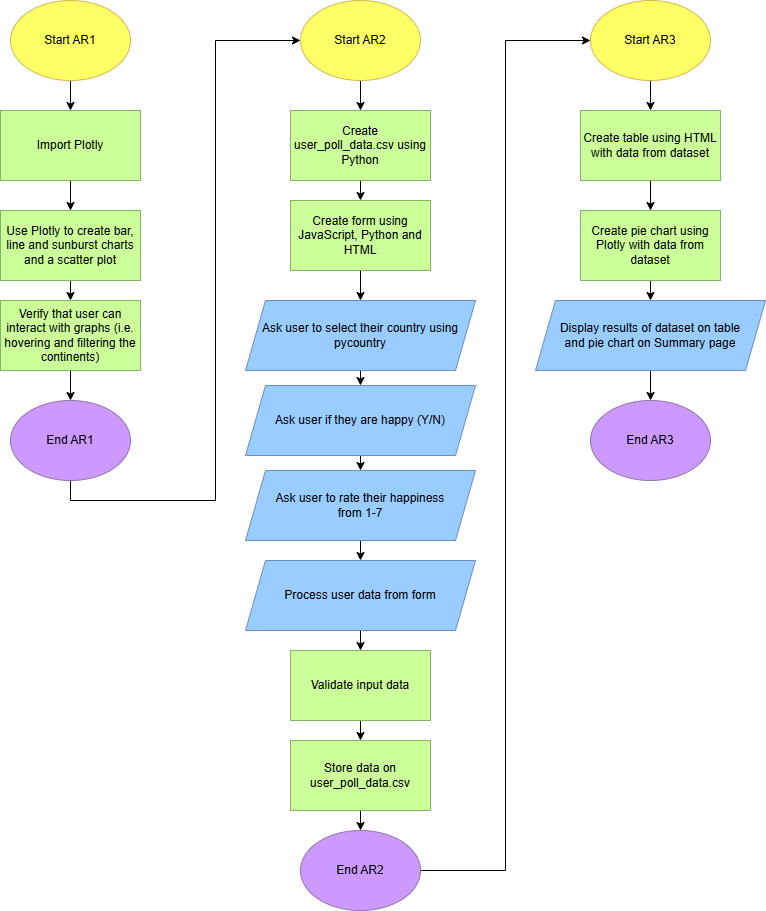 Start AR1
Import Plotly
Use Plotly to create bar,
line and sunburst charts
and a scatter plot
Verify that user can
interact with graphs (i.e.
hovering and filtering the
continents)
End AR1
Start AR2
Create
user_poll_data.csv using
Python
Create form using
JavaScript, Python and
HTML
Ask user to select their country using
pycountry
Ask user if they are happy (Y/N)
Ask user to rate their happiness
from 1-7
Process user data from form
Validate input data
Store data on
user_poll_data.csv
End AR2
Start AR3
Create table using HTML
with data from dataset
Create pie chart using
Plotly with data from
dataset
Display results of dataset on table
and pie chart on Summary page
End AR3